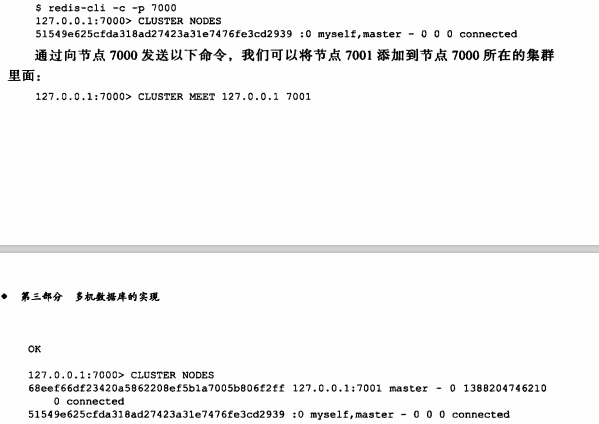 $ redis-cli -c -p 7000
127.0.0.1:7000> CLUSTER NODES
51549e625cfda318ad27423a31e7476fe3cd2939 :0 myself,master - 0 0 0 connected
通过向节点 7000 发送以下命令，我们可以将节点 7001 添加到节点 7000 所在的集群
里面：
127.0.0.1:7000> CLUSTER MEET 127.0.0.1 7001
◆ 第三部分 多机数据库的实现
OK
127.0.0.1:7000> CLUSTER NODES
68eef66df23420a5862208ef5b1a7005b806f2ff 127.0.0.1:7001 master - 0 1388204746210
0 connected
51549e625cfda318ad27423a31e7476fe3cd2939 :0 myself,master - 0 0 0 connected